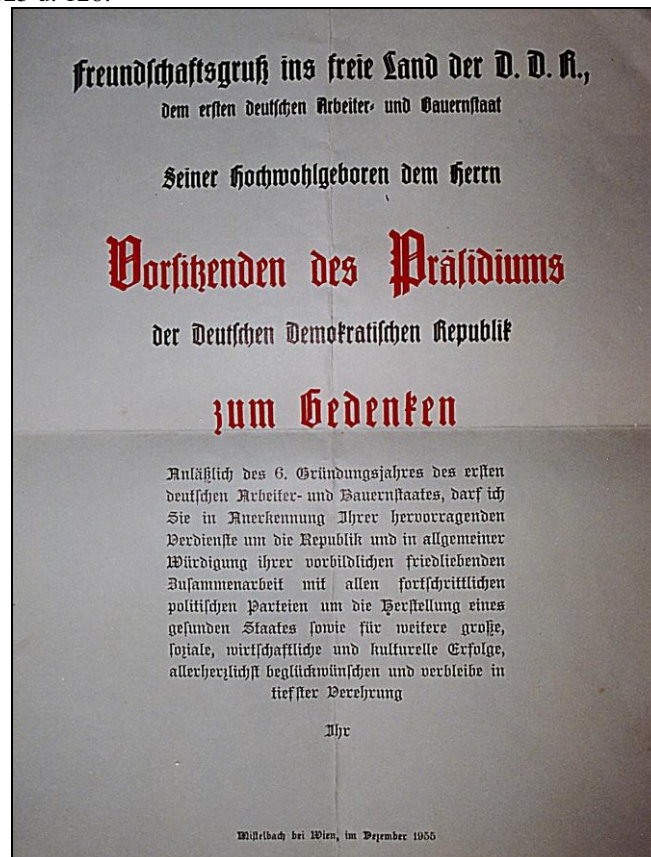 Freundschaftsgruß ins freie Land der D. D. R.,
dem ersten deutschen Arbeiter- und Bauernstaat
Seiner Hochwohlgeboren dem Herrn
Vorsitzenden des Präsidiums
der Deutschen Demokratischen Republik
zum Gedenken
Anläßlich des 6. Gründungsjahres des ersten
deutschen Arbeiter- und Bauernstaates, darf ich
Sie in Anerkennung Ihrer hervorragenden
Verdienste um die Republik und in allgemeiner
Würdigung ihrer vorbildlichen friedliebenden
Zusammenarbeit mit allen fortschrittlichen
politischen Parteien um die Herstellung eines
gesunden Staates sowie für weitere große,
soziale, wirtschaftliche und kulturelle Erfolge,
allerherzlichst beglückwünschen und verbleibe in
tiefster Verehrung
Ihr
Mistelbach bei Wien, im Dezember 1955